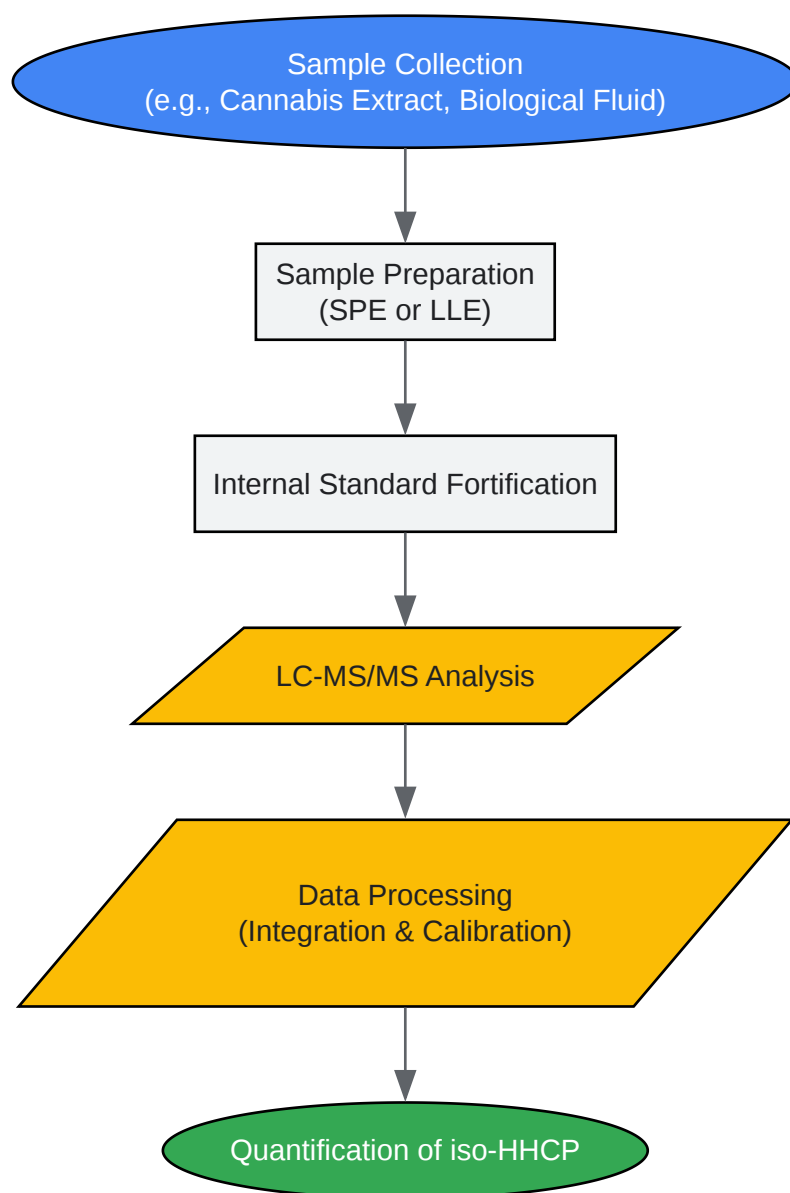 Sample Collection
(e.g., Cannabis Extract, Biological Fluid)
Sample Preparation
(SPE or LLE)
Internal Standard Fortification
LC-MS/MS Analysis
Data Processing
(Integration & Calibration)
Quantification of iso-HHCP